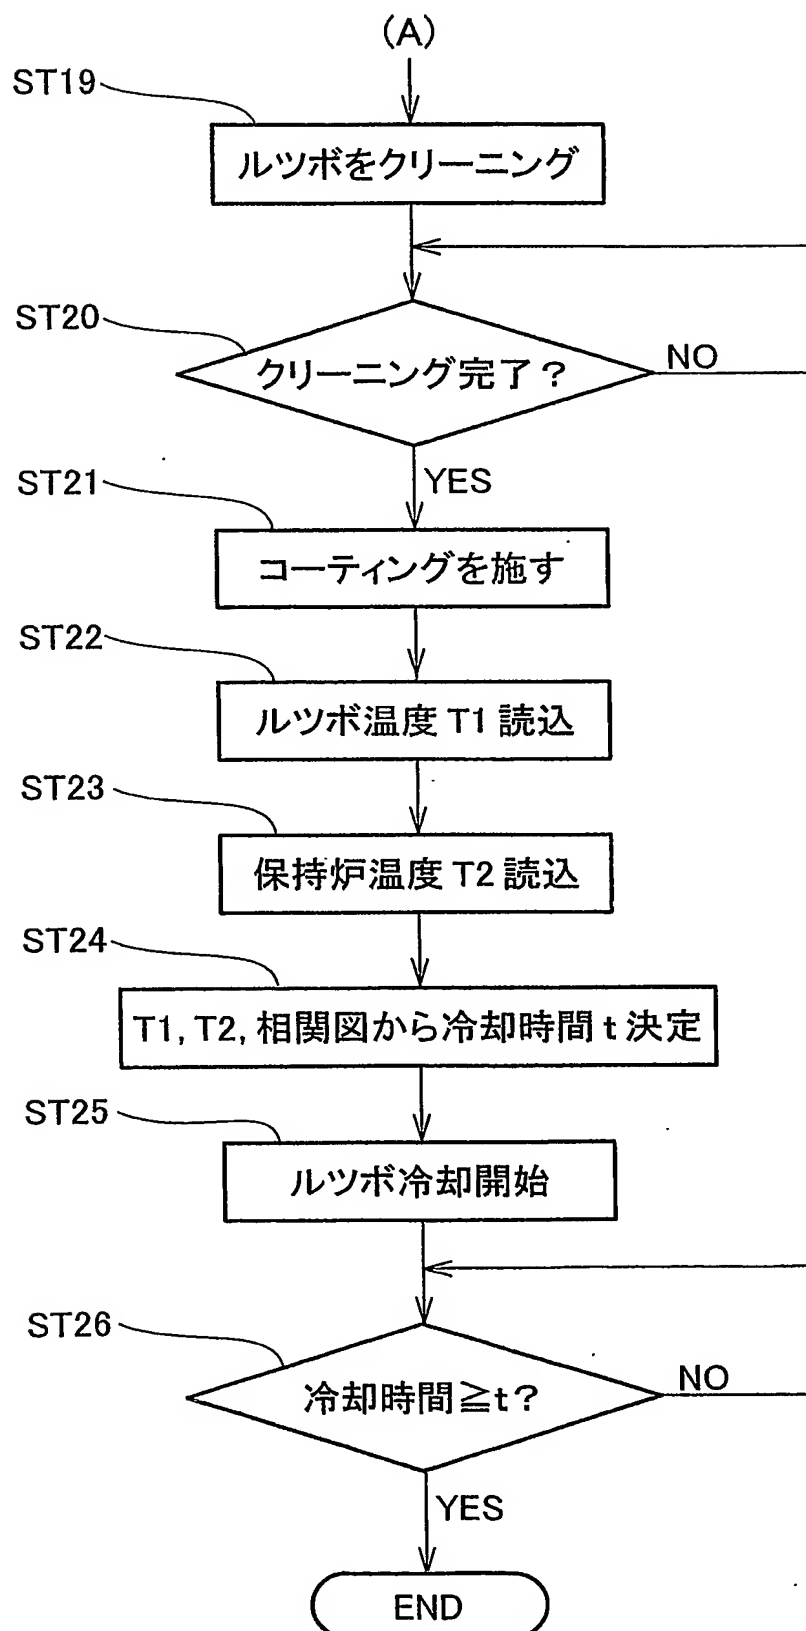 (A)
ST19
ルツボをクリーニング
ST20
クリーニング完了?
NO
YES
ST21
コーティングを施す
ST22
ルツボ温度 T1 読込
ST23
保持炉温度 T2 読込
ST24
T1, T2, 相関図から冷却時間 t 決定
ST25
ルツボ冷却開始
ST26
冷却時間≧t?
NO
YES
END